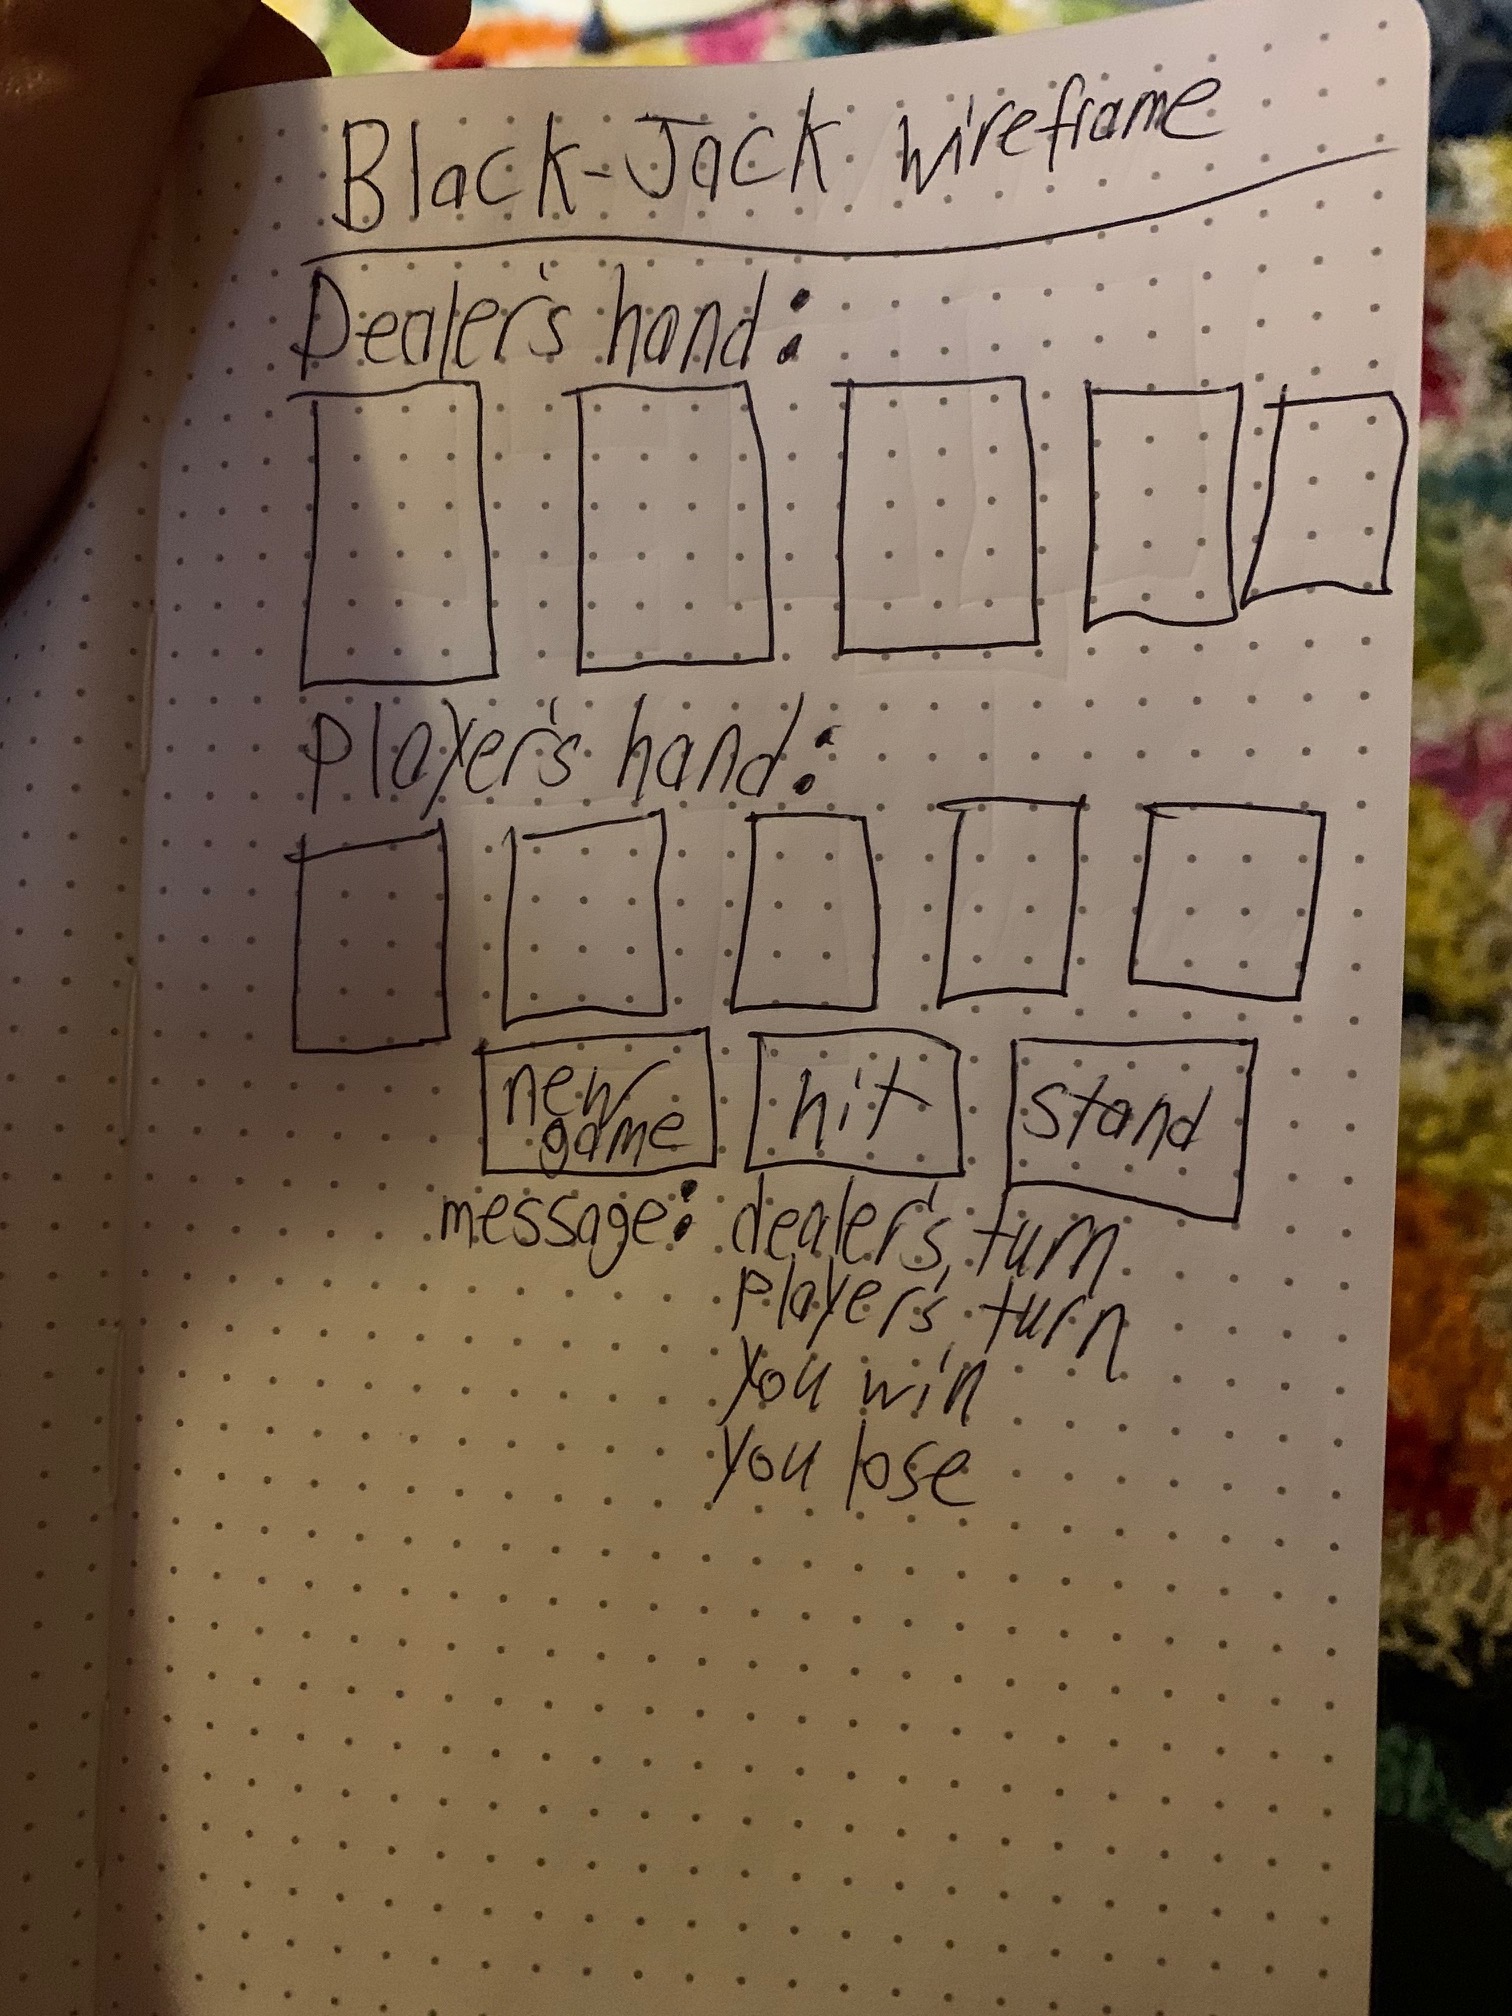 Black-Jack wireframe
Dealer's hand:
Player's hand:
new
game
hit
stand
message: dealer's turn
player's turn
you win
you lose